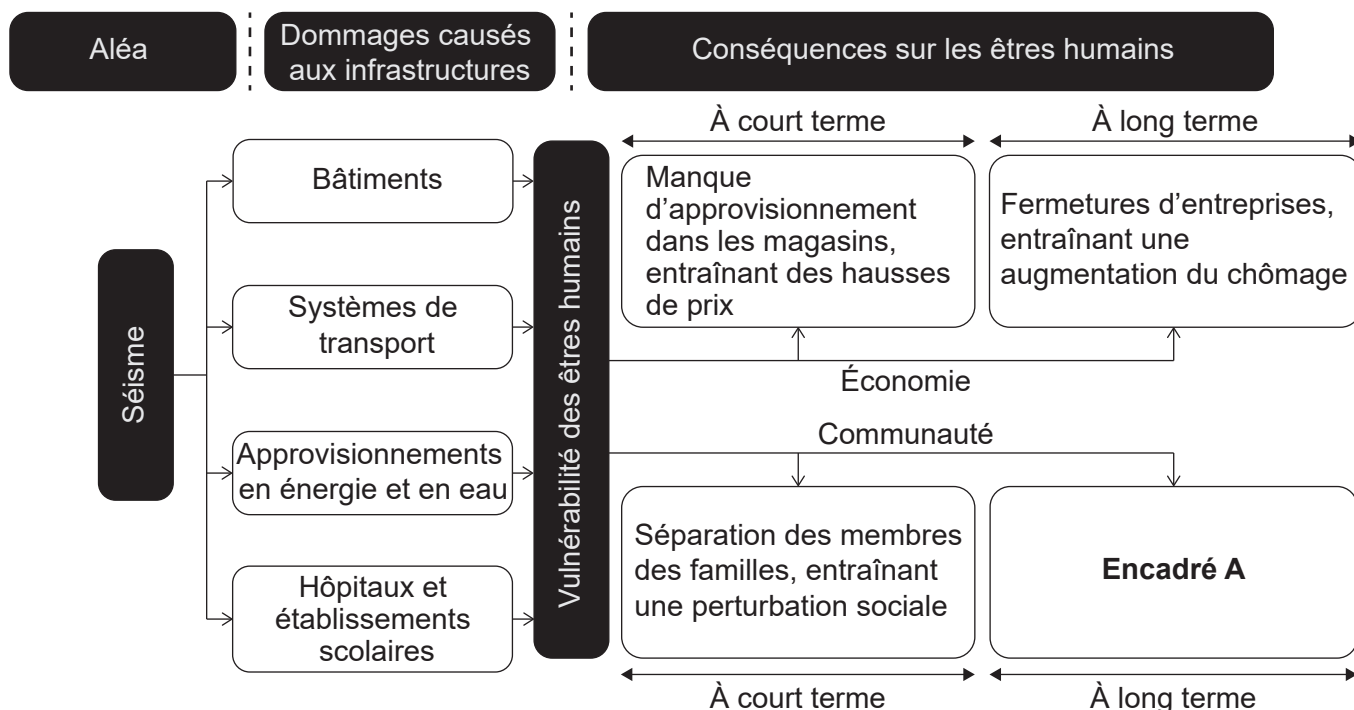 Aléa
Dommages causés
aux infrastructures
Conséquences sur les êtres humains
À court terme
À long terme
Séisme
Bâtiments
Systèmes de
transport
Approvisionnements
en énergie et en eau
Hôpitaux et
établissements
scolaires
Vulnérabilité des êtres humains
Manque
d’approvisionnement
dans les magasins,
entraînant des hausses
de prix
Fermetures d’entreprises,
entraînant une
augmentation du chômage
Économie
Communauté
Séparation des membres
des familles, entraînant
une perturbation sociale
Encadré A
À court terme
À long terme